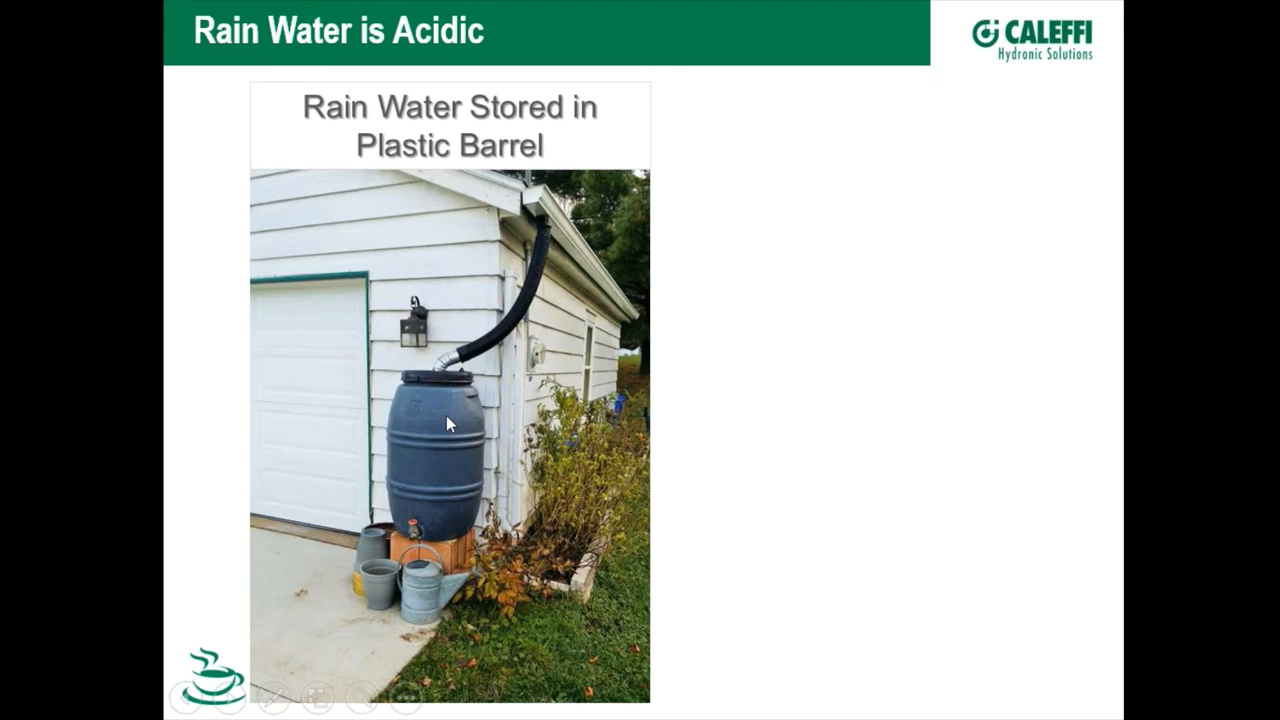 Rain Water is Acidic
CALEFFI
Hydronic Solutions
Rain Water Stored in
Plastic Barrel